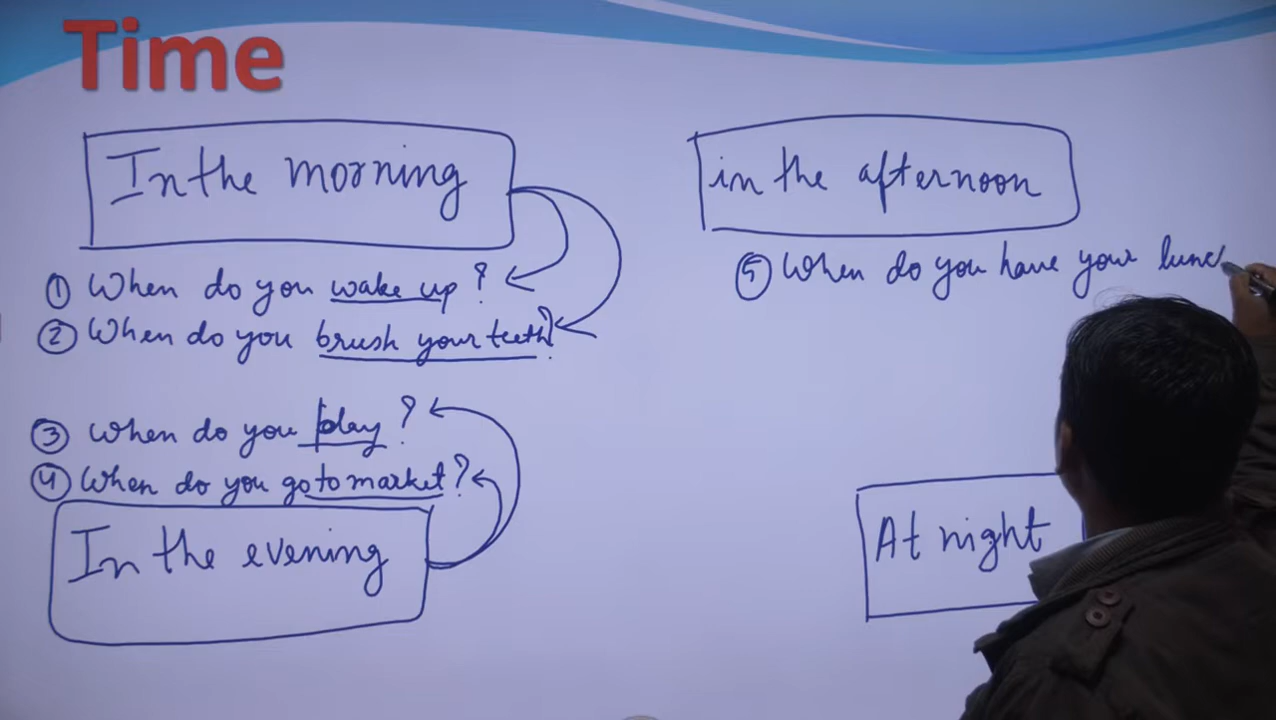 Time
In the morning
① When do you wake up ?
② When do you brush your teeth?
③ When do you play ?
④ When do you go to market ?
In the evening
in the afternoon
⑤ When do you have your lunc
At night